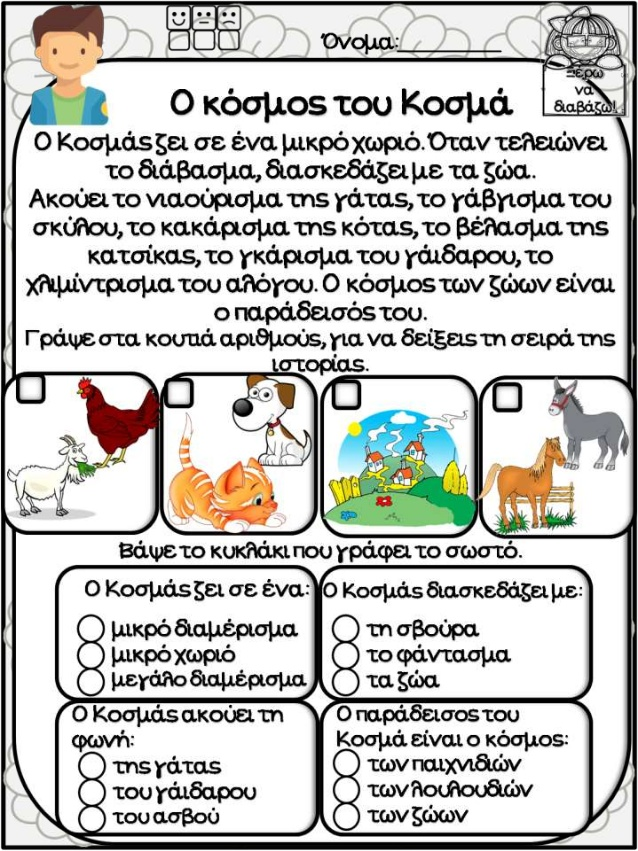 Όνομα:
Ξέρω
να
διαβάζω!
Ο κόσμος του Κοσμά
Ο Κοσμάς ζει σε ένα μικρό χωριό. Όταν τελειώνει
το διάβασμα, διασκεδάζει με τα ζώα.
Ακούει το νιαούρισμα της γάτας, το γάβγισμα του
σκύλου, το κακάρισμα της κότας, το βέλασμα της
κατσίκας, το γκάρισμα του γάιδαρου, το
χλιμίντρισμα του αλόγου. Ο κόσμος των ζώων είναι
ο παράδεισός του.
Γράψε στα κουτιά αριθμούς, για να δείξεις τη σειρά της
ιστορίας.
Βάψε το κυκλάκι που γράφει το σωστό.
Ο Κοσμάς ζει σε ένα:
μικρό διαμέρισμα
μικρό χωριό
μεγάλο διαμέρισμα
Ο Κοσμάς διασκεδάζει με:
τη σβούρα
το φάντασμα
τα ζώα
Ο Κοσμάς ακούει τη
φωνή:
της γάτας
του γάιδαρου
του ασβού
Ο παράδεισος του
Κοσμά είναι ο κόσμος:
των παιχνιδιών
των λουλουδιών
των ζώων